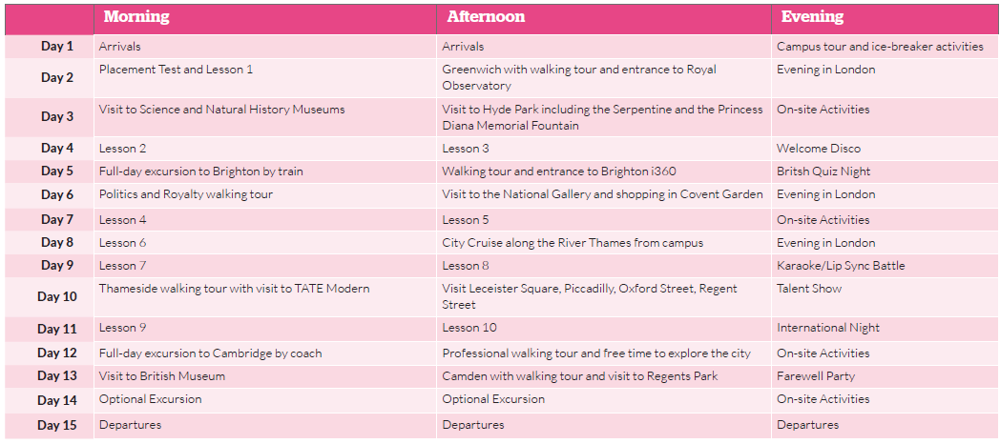 Morning Afternoon Evening
Day 1 Arrivals Arrivals Campus tour and ice-breaker activities
Day 2 Placement Test and Lesson 1 Greenwich with walking tour and entrance to Royal
Observatory Evening in London
Day 3 Visit to Science and Natural History Museums Visit to Hyde Park including the Serpentine and the Princess
Diana Memorial Fountain On-site Activities
Day 4 Lesson 2 Lesson 3 Welcome Disco
Day 5 Full-day excursion to Brighton by train Walking tour and entrance to Brighton i360 Britsh Quiz Night
Day 6 Politics and Royalty walking tour Visit to the National Gallery and shopping in Covent Garden Evening in London
Day 7 Lesson 4 Lesson 5 On-site Activities
Day 8 Lesson 6 City Cruise along the River Thames from campus Evening in London
Day 9 Lesson 7 Lesson 8 Karaoke/Lip Sync Battle
Day 10 Thameside walking tour with visit to TATE Modern Visit Leceister Square, Piccadilly, Oxford Street, Regent
Street Talent Show
Day 11 Lesson 9 Lesson 10 International Night
Day 12 Full-day excursion to Cambridge by coach Professional walking tour and free time to explore the city On-site Activities
Day 13 Visit to British Museum Camden with walking tour and visit to Regents Park Farewell Party
Day 14 Optional Excursion Optional Excursion On-site Activities
Day 15 Departures Departures Departures